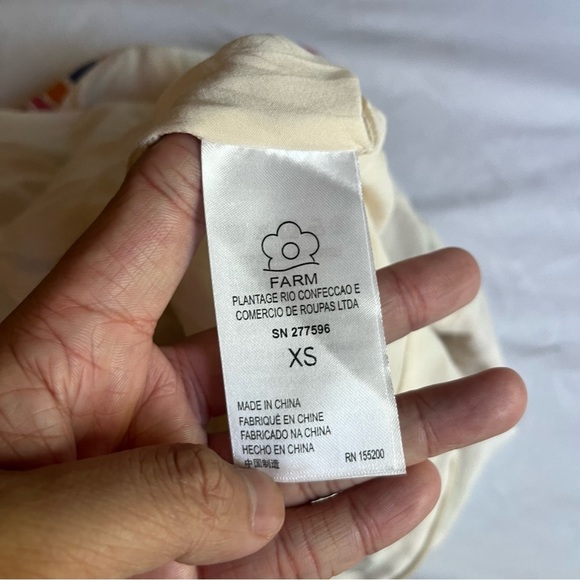 FARM
PLANTAGE RIO CONFECCAO E
COMERCIO DE ROUPAS LTDA
SN 277596
XS
MADE IN CHINA
FABRIQUÉ EN CHINE
FABRICADO NA CHINA
HECHO EN CHINA
中国制造
RN 155200